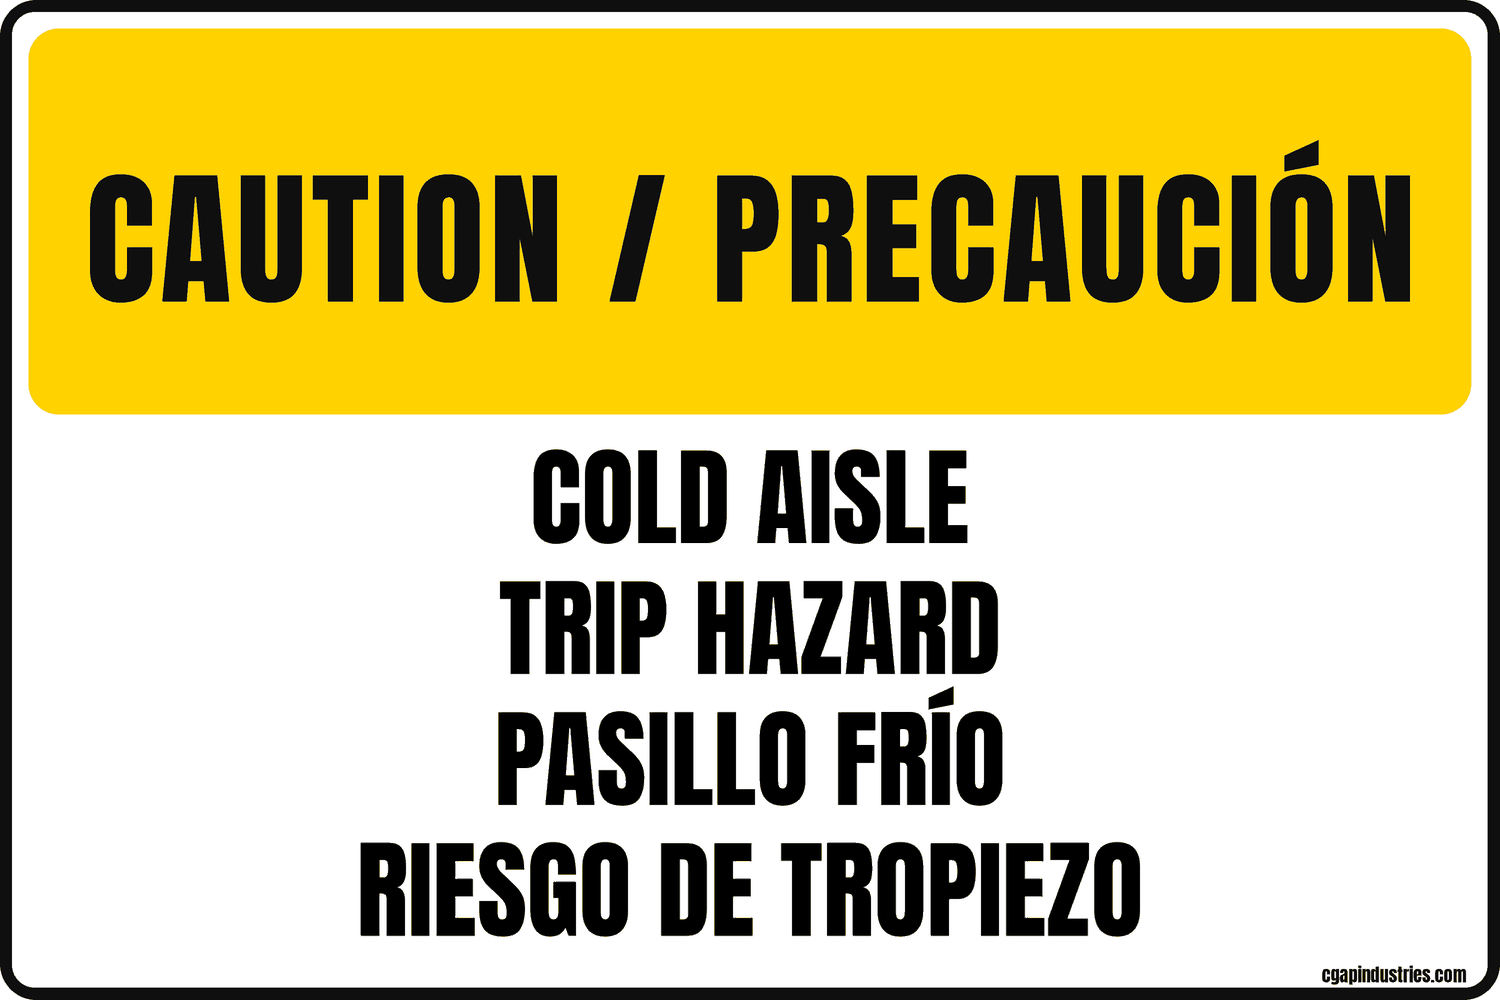 CAUTION / PRECAUCIÓN
COLD AISLE
TRIP HAZARD
PASILLO FRÍO
RIESGO DE TROPIEZO
cgapindustries.com